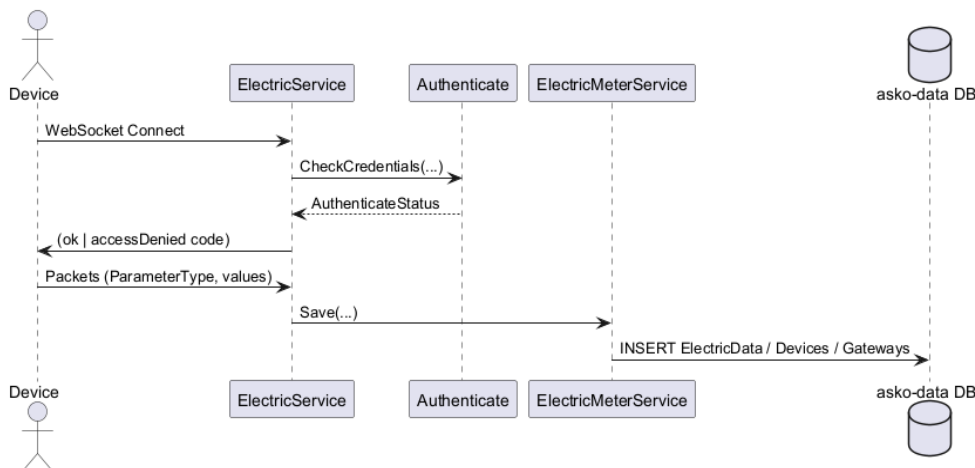 Device
ElectricService
Authenticate
ElectricMeterService
asko-data DB
WebSocket Connect
CheckCredentials(...)
AuthenticateStatus
(ok | accessDenied code)
Packets (ParameterType, values)
Save(...)
INSERT ElectricData / Devices / Gateways
Device
ElectricService
Authenticate
ElectricMeterService
asko-data DB